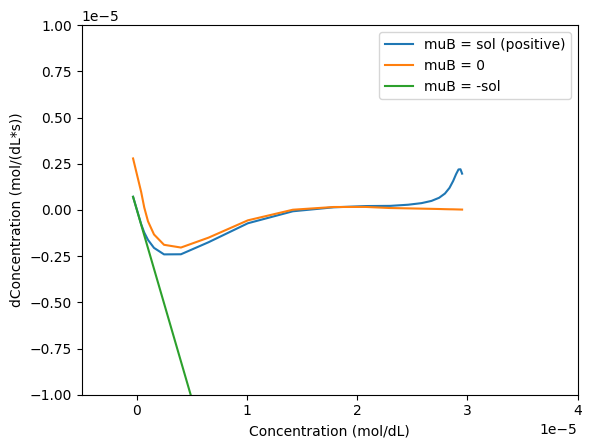 1e−5
1.00
0.75
0.50
0.25
0.00
−0.25
−0.50
−0.75
−1.00
dConcentration (mol/(dL*s))
muB = sol (positive)
muB = 0
muB = -sol
0 1 2 3 4
1e−5
Concentration (mol/dL)